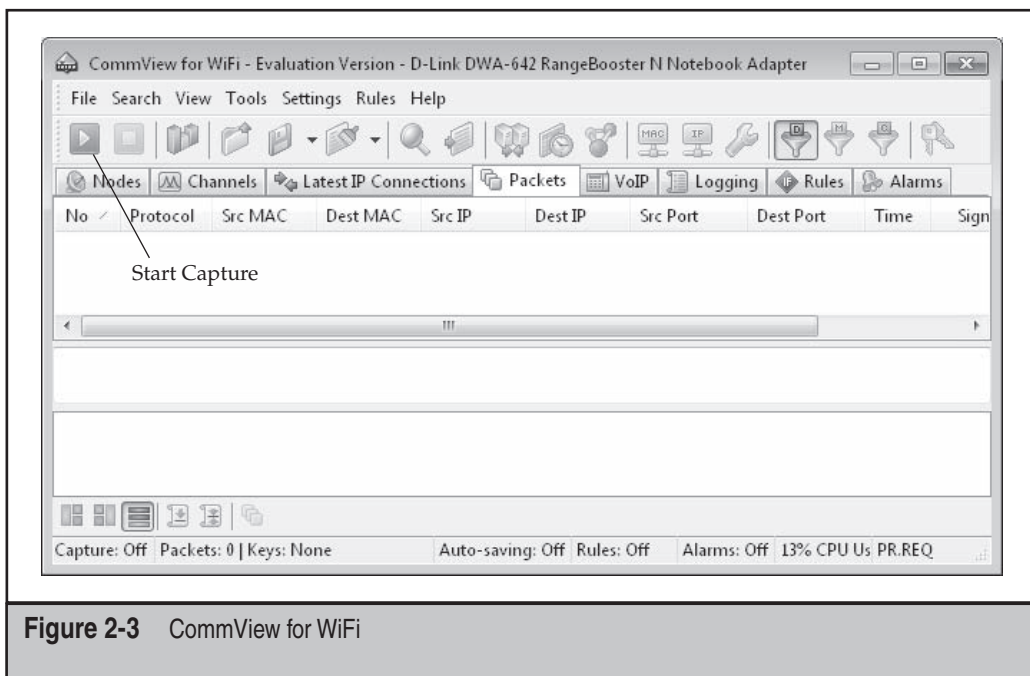 CommView for WiFi - Evaluation Version - D-Link DWA-642 RangeBooster N Notebook Adapter
File Search View Tools Settings Rules Help
MAC IP D M C
Nodes Channels Latest IP Connections Packets VoIP Logging IF Rules Alarms
No Protocol Src MAC Dest MAC Src IP Dest IP Src Port Dest Port Time Sign
Start Capture
Capture: Off Packets: 0 | Keys: None Auto-saving: Off Rules: Off Alarms: Off 13% CPU Us PR.REQ
Figure 2-3 CommView for WiFi